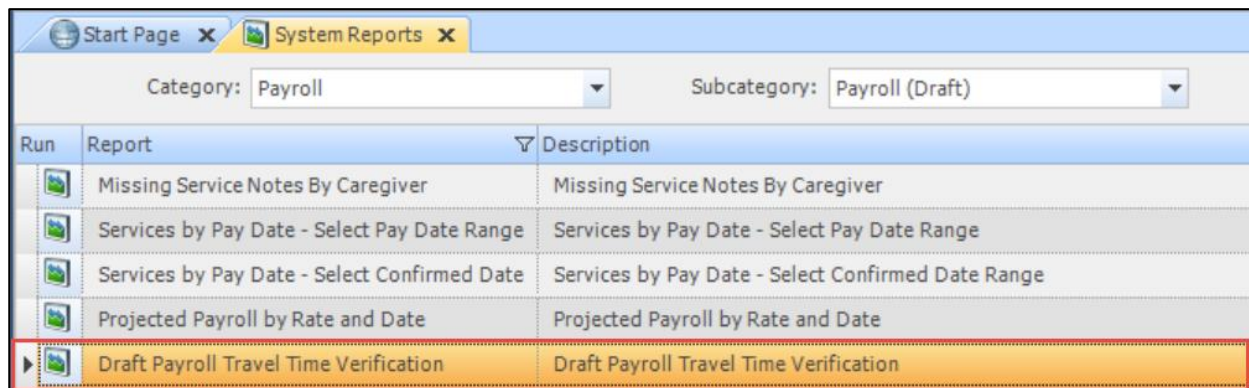 Start Page System Reports
Category: Payroll Subcategory: Payroll (Draft)
Run Report Description
Missing Service Notes By Caregiver Missing Service Notes By Caregiver
Services by Pay Date - Select Pay Date Range Services by Pay Date - Select Pay Date Range
Services by Pay Date - Select Confirmed Date Services by Pay Date - Select Confirmed Date Range
Projected Payroll by Rate and Date Projected Payroll by Rate and Date
Draft Payroll Travel Time Verification Draft Payroll Travel Time Verification